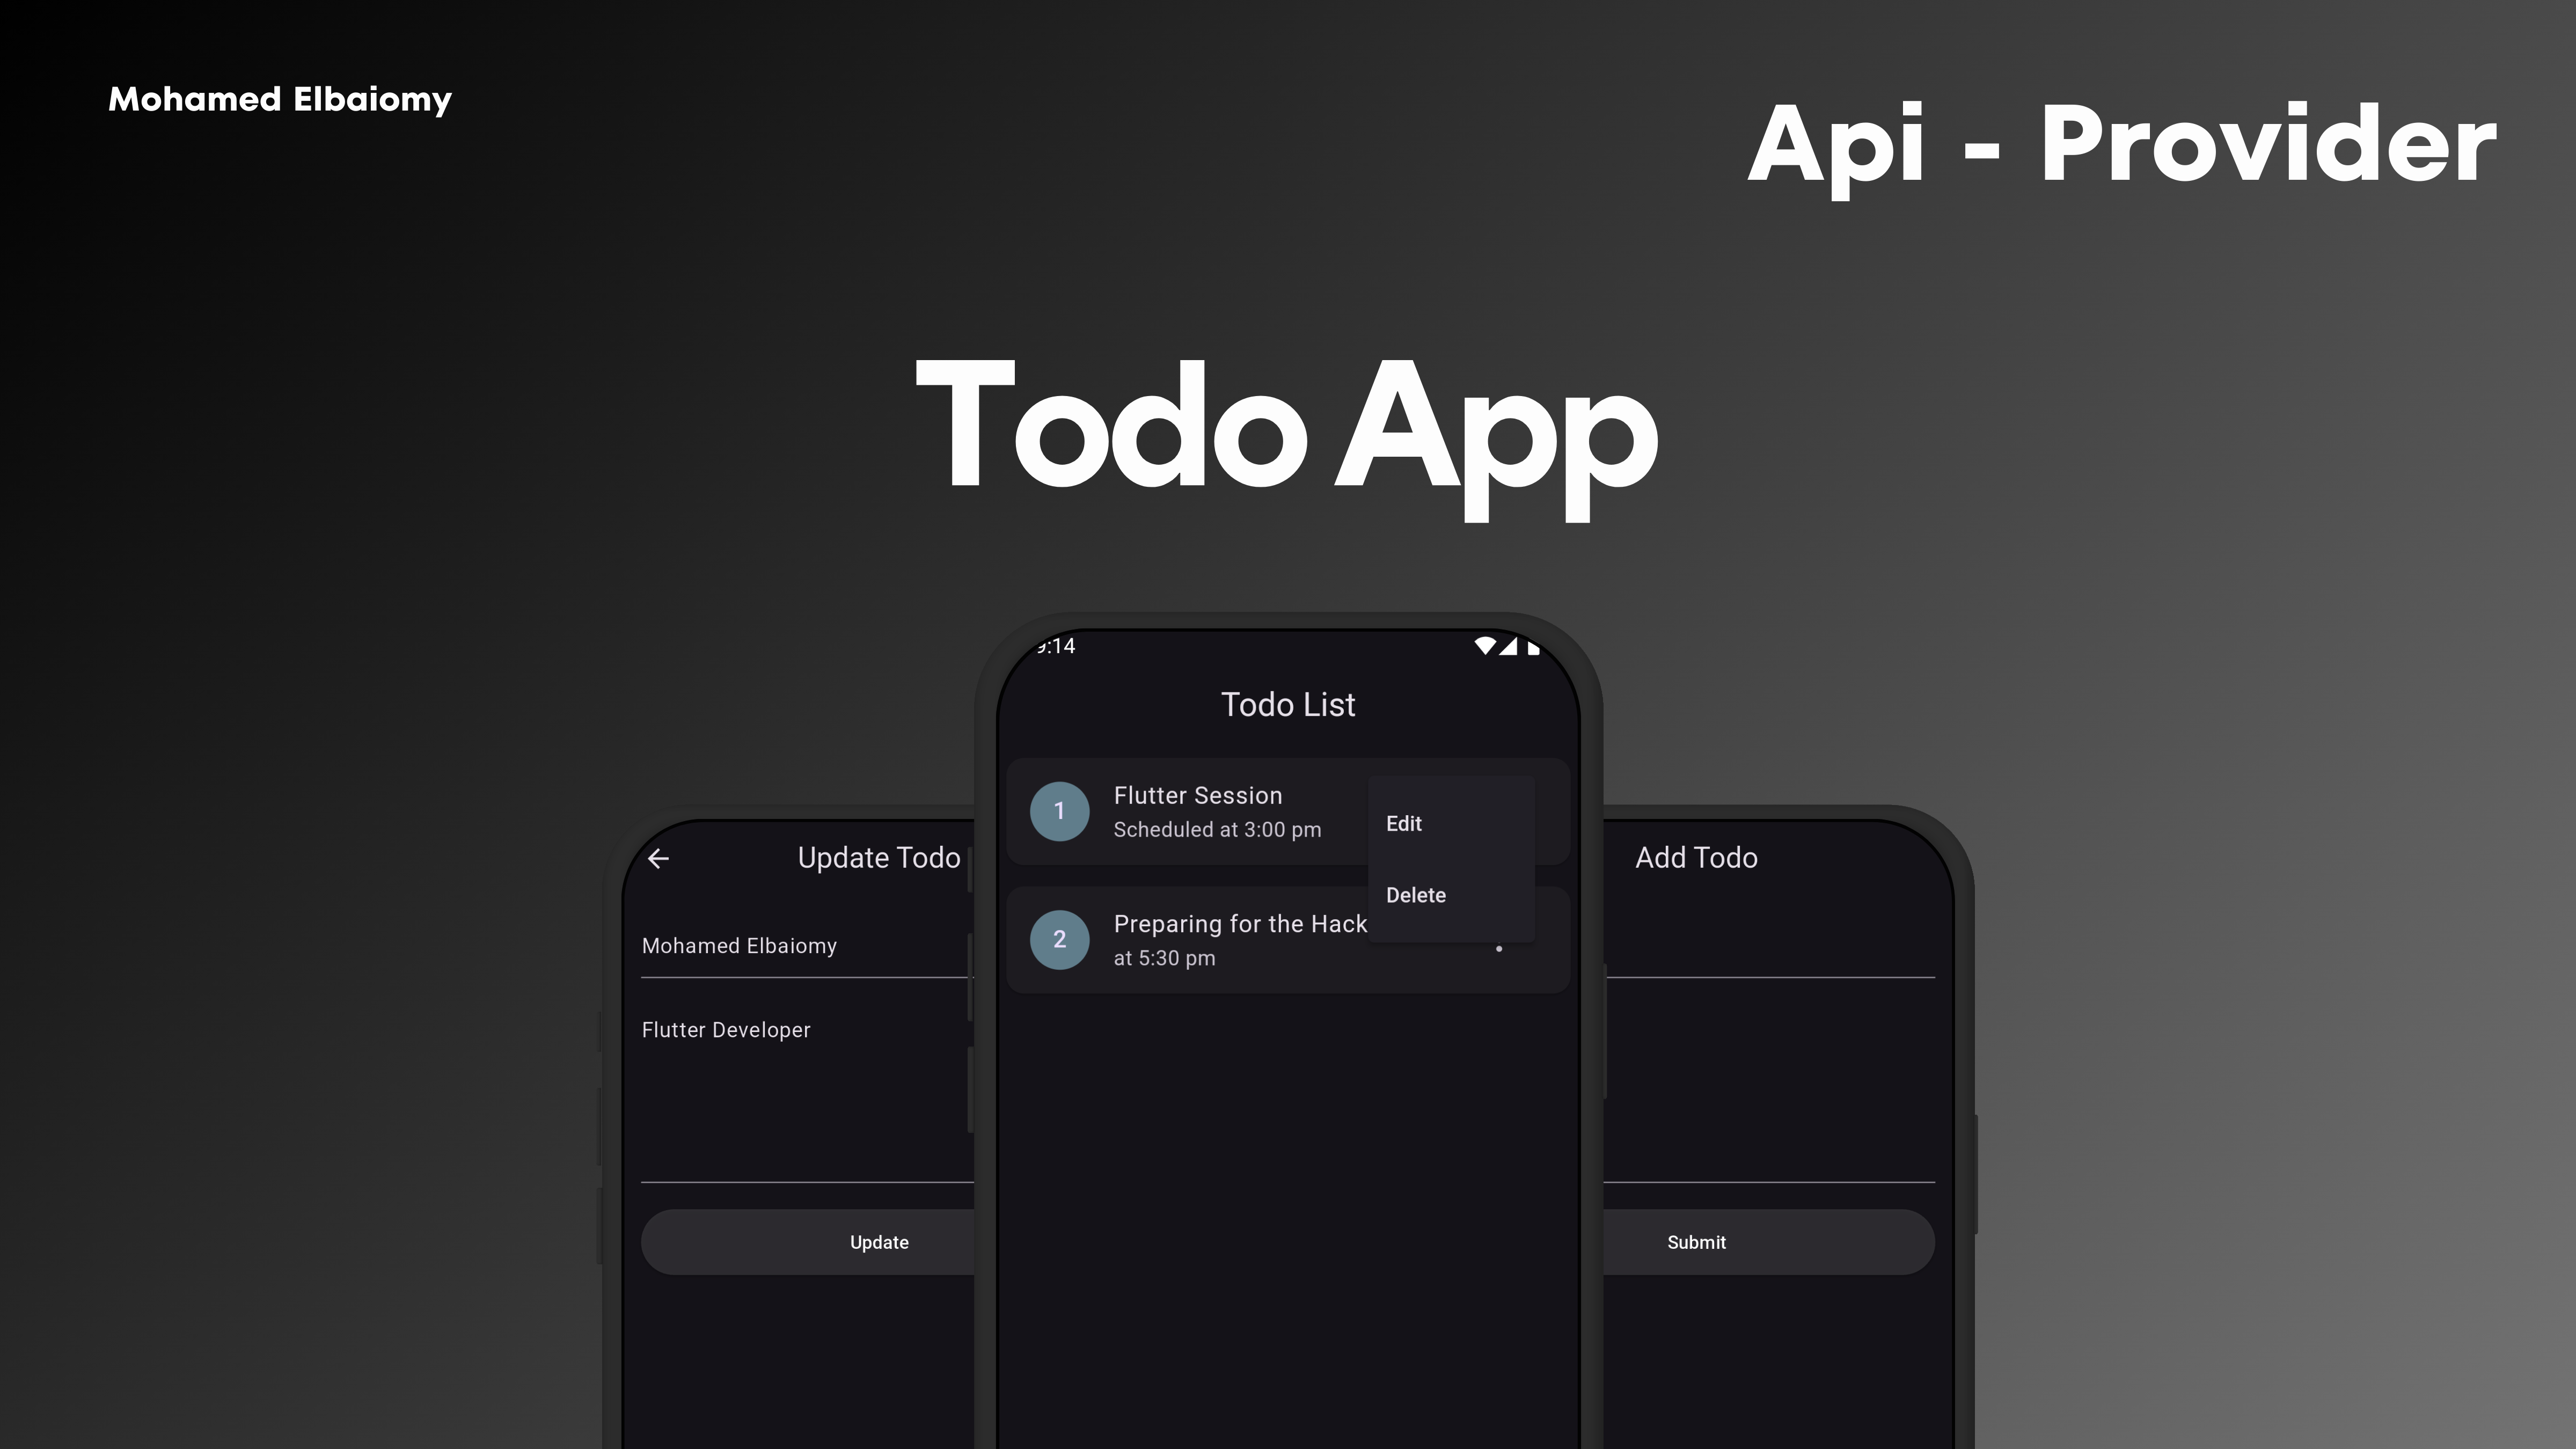 Mohamed Elbaiomy
Api - Provider
Todo App
9:14
Todo List
1
Flutter Session
Scheduled at 3:00 pm
Edit
Delete
2
Preparing for the Hack
at 5:30 pm
Update Todo
Mohamed Elbaiomy
Flutter Developer
Update
Add Todo
Submit